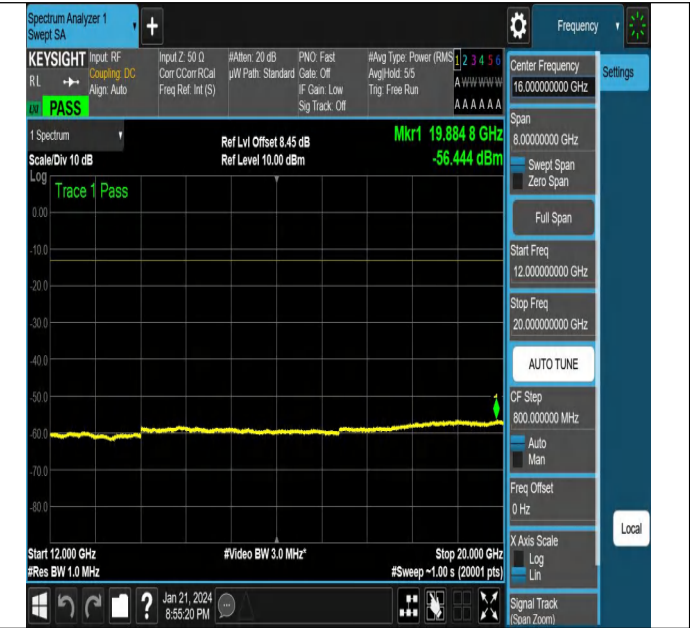 Spectrum Analyzer 1
Swept SA
+
Frequency
KEYSIGHT
RL
PASS
Input: RF
Coupling: DC
Align: Auto
Input Z: 50 Ω
Corr CCorr RCal
Freq Ref: Int (S)
#Atten: 20 dB
µW Path: Standard
PNO: Fast
Gate: Off
IF Gain: Low
Sig Track: Off
#Avg Type: Power (RMS
Avg|Hold: 5/5
Trig: Free Run
1 2 3 4 5 6
A W W W W W
A A A A A A
1 Spectrum
Scale/Div 10 dB
Log
Ref Lvl Offset 8.45 dB
Ref Level 10.00 dBm
Mkr1 19.884 8 GHz
-56.444 dBm
Trace 1 Pass
0.00
-10.0
-20.0
-30.0
-40.0
-50.0
-60.0
-70.0
-80.0
1
Start 12.000 GHz
#Res BW 1.0 MHz
#Video BW 3.0 MHz*
Stop 20.000 GHz
#Sweep ~1.00 s (20001 pts)
Center Frequency
16.000000000 GHz
Settings
Span
8.00000000 GHz
Swept Span
Zero Span
Full Span
Start Freq
12.000000000 GHz
Stop Freq
20.000000000 GHz
AUTO TUNE
CF Step
800.000000 MHz
Auto
Man
Freq Offset
0 Hz
X Axis Scale
Log
Lin
Local
Signal Track
(Span Zoom)
?
Jan 21, 2024
8:55:20 PM